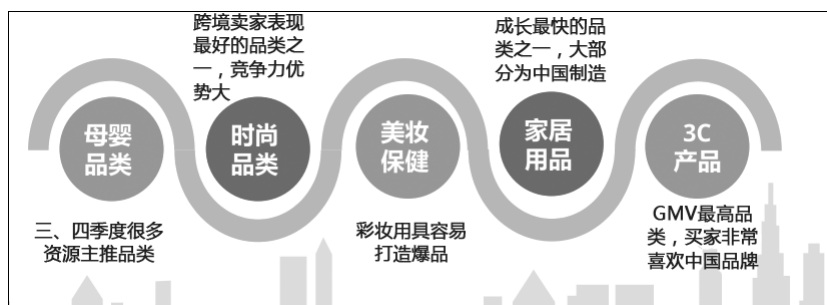 母婴
品类
三、四季度很多
资源主推品类
跨境卖家表现
最好的品类之
一，竞争力优
势大
时尚
品类
美妆
保健
彩妆用具容易
打造爆品
成长最快的品
类之一，大部
分为中国制造
家居
用品
3C
产品
GMV最高品
类，买家非常
喜欢中国品牌